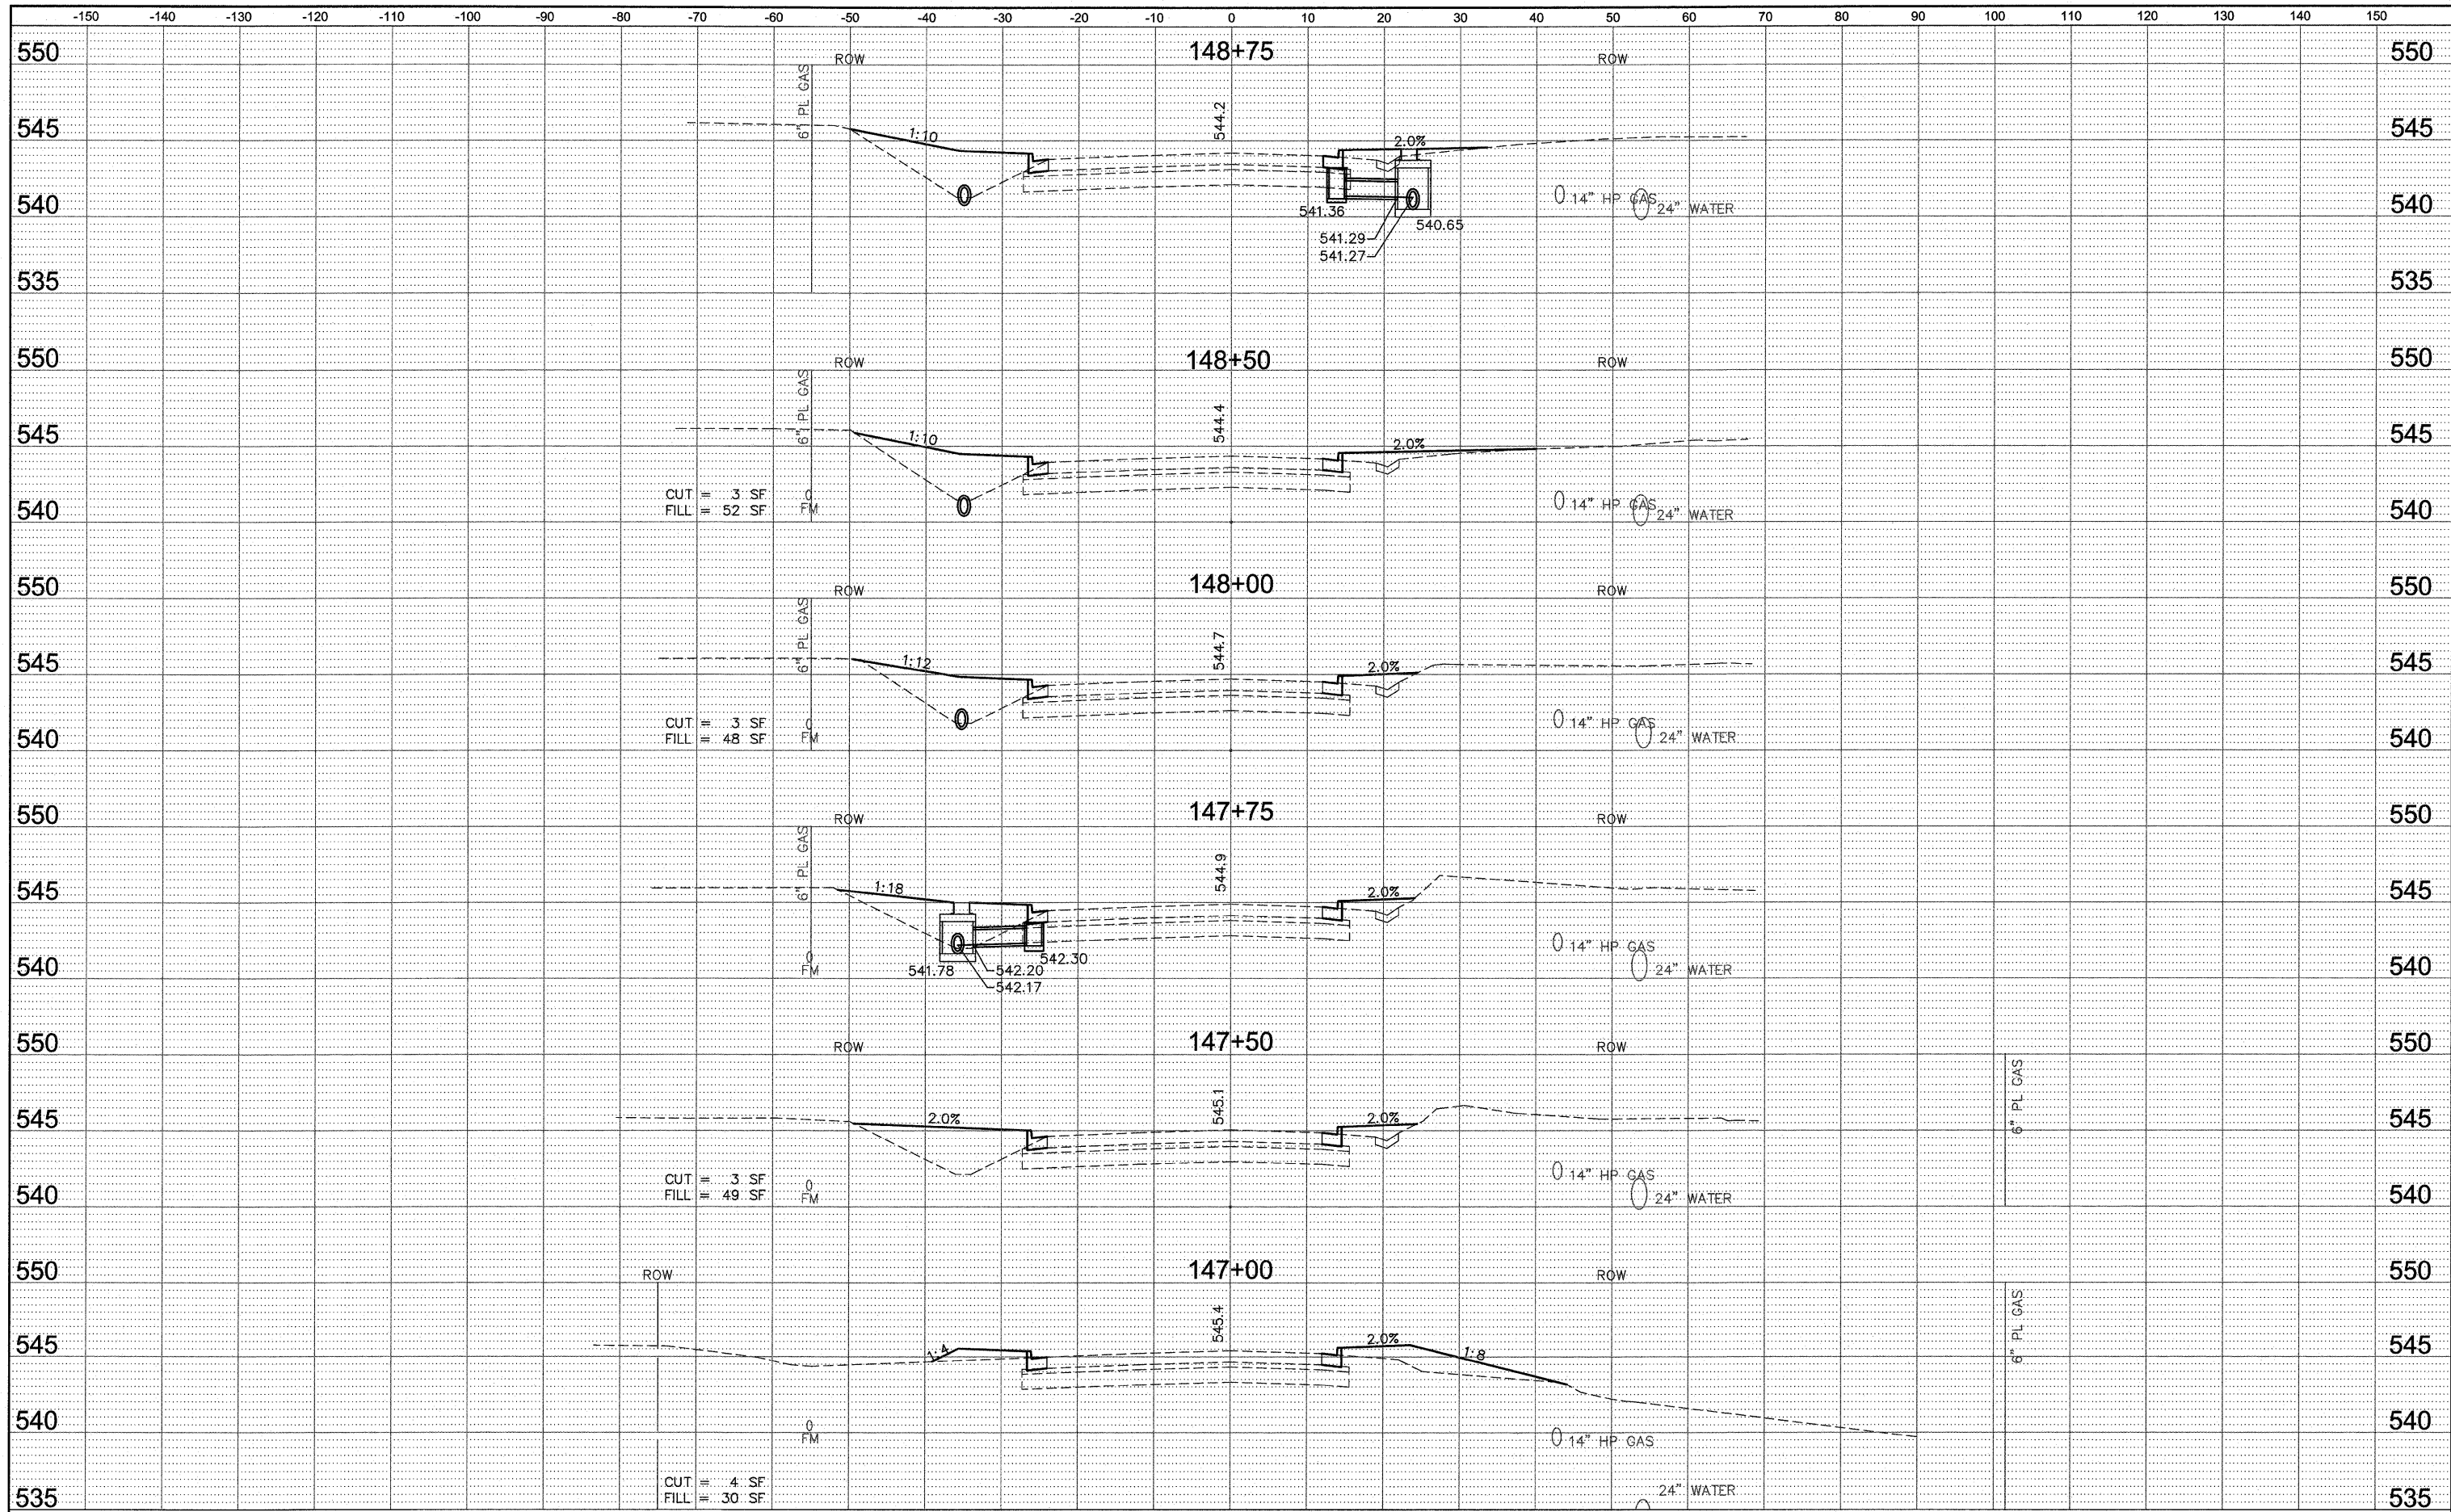 -150 -140 -130 -120 -110 -100 -90 -80 -70 -60 -50 -40 -30 -20 -10 0 10 20 30 40 50 60 70 80 90 100 110 120 130 140 150
550 ROW 148+75 ROW 550
6" PL GAS
544.2
545 1:10 2.0% 545
14" HP GAS
24" WATER
540 541.36 540.65 540
541.29
541.27
535 535
550 ROW 148+50 ROW 550
6" PL GAS
544.4
545 1:10 2.0% 545
CUT = 3 SF 14" HP GAS
FILL = 52 SF FM 24" WATER
540 540
550 ROW 148+00 ROW 550
6" PL GAS
544.7
545 1:12 2.0% 545
CUT = 3 SF 14" HP GAS
FILL = 48 SF FM 24" WATER
540 540
550 ROW 147+75 ROW 550
6" PL GAS
544.9
545 1:18 2.0% 545
14" HP GAS
542.30
540 FM 541.78 542.20 24" WATER 540
542.17
550 ROW 147+50 ROW 550
6" PL GAS
545.1
545 2.0% 2.0% 545
CUT = 3 SF 14" HP GAS
FILL = 49 SF FM 24" WATER
540 540
550 ROW 147+00 ROW 550
6" PL GAS
545.4
545 1:4 2.0% 1:8 545
540 FM 14" HP GAS 540
CUT = 4 SF 24" WATER
FILL = 30 SF
535 535